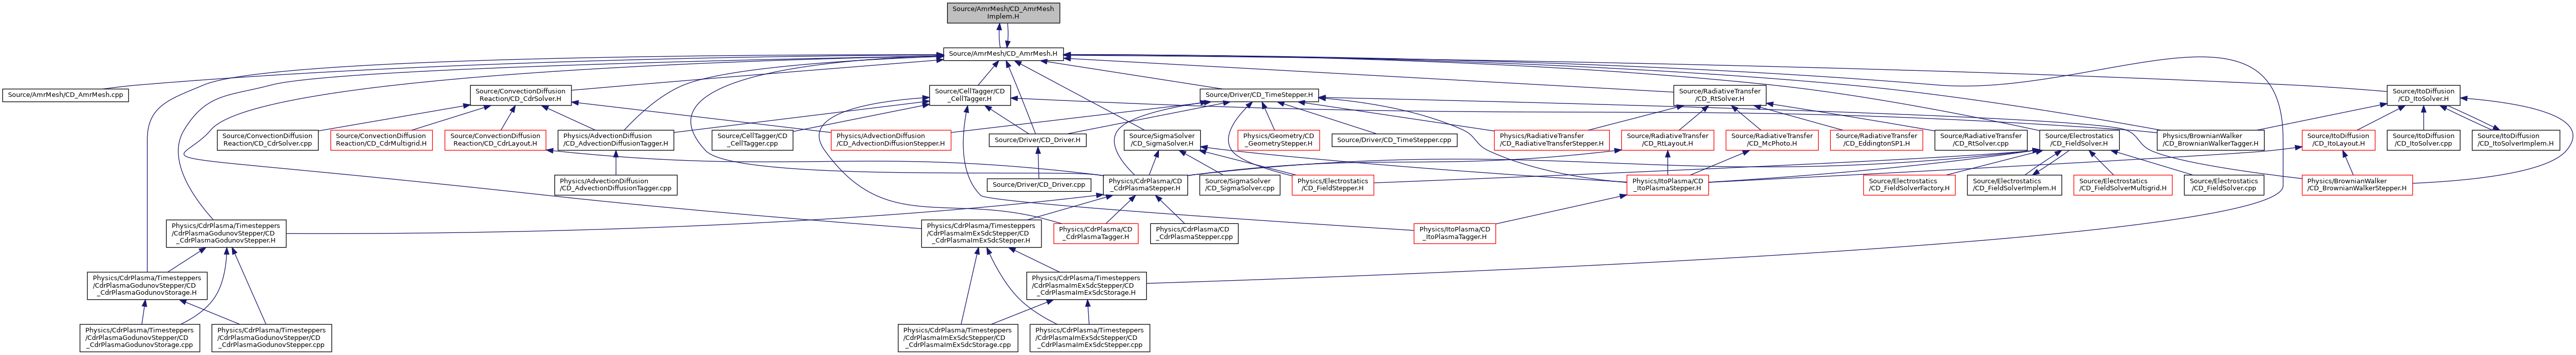 Source/AmrMesh/CD_AmrMesh
Implem.H
Source/AmrMesh/CD_AmrMesh.H
Source/AmrMesh/CD_AmrMesh.cpp
Source/ConvectionDiffusion
Reaction/CD_CdrSolver.H
Source/CellTagger/CD
_CellTagger.H
Source/Driver/CD_TimeStepper.H
Source/RadiativeTransfer
/CD_RtSolver.H
Source/ItoDiffusion
/CD_ItoSolver.H
Source/ConvectionDiffusion
Reaction/CD_CdrSolver.cpp
Source/ConvectionDiffusion
Reaction/CD_CdrMultigrid.H
Source/ConvectionDiffusion
Reaction/CD_CdrLayout.H
Physics/AdvectionDiffusion
/CD_AdvectionDiffusionTagger.H
Source/CellTagger/CD
_CellTagger.cpp
Physics/AdvectionDiffusion
/CD_AdvectionDiffusionStepper.H
Source/Driver/CD_Driver.H
Source/SigmaSolver
/CD_SigmaSolver.H
Physics/Geometry/CD
_GeometryStepper.H
Source/Driver/CD_TimeStepper.cpp
Physics/RadiativeTransfer
/CD_RadiativeTransferStepper.H
Source/RadiativeTransfer
/CD_RtLayout.H
Source/RadiativeTransfer
/CD_McPhoto.H
Source/RadiativeTransfer
/CD_EddingtonSP1.H
Source/RadiativeTransfer
/CD_RtSolver.cpp
Source/Electrostatics
/CD_FieldSolver.H
Physics/BrownianWalker
/CD_BrownianWalkerTagger.H
Source/ItoDiffusion
/CD_ItoLayout.H
Source/ItoDiffusion
/CD_ItoSolver.cpp
Source/ItoDiffusion
/CD_ItoSolverImplem.H
Physics/AdvectionDiffusion
/CD_AdvectionDiffusionTagger.cpp
Source/Driver/CD_Driver.cpp
Physics/CdrPlasma/CD
_CdrPlasmaStepper.H
Source/SigmaSolver
/CD_SigmaSolver.cpp
Physics/Electrostatics
/CD_FieldStepper.H
Physics/ItoPlasma/CD
_ItoPlasmaStepper.H
Source/Electrostatics
/CD_FieldSolverFactory.H
Source/Electrostatics
/CD_FieldSolverImplem.H
Source/Electrostatics
/CD_FieldSolverMultigrid.H
Source/Electrostatics
/CD_FieldSolver.cpp
Physics/BrownianWalker
/CD_BrownianWalkerStepper.H
Physics/CdrPlasma/Timesteppers
/CdrPlasmaGodunovStepper/CD
_CdrPlasmaGodunovStepper.H
Physics/CdrPlasma/Timesteppers
/CdrPlasmaImExSdcStepper/CD
_CdrPlasmaImExSdcStepper.H
Physics/CdrPlasma/CD
_CdrPlasmaTagger.H
Physics/CdrPlasma/CD
_CdrPlasmaStepper.cpp
Physics/ItoPlasma/CD
_ItoPlasmaTagger.H
Physics/CdrPlasma/Timesteppers
/CdrPlasmaGodunovStepper/CD
_CdrPlasmaGodunovStorage.H
Physics/CdrPlasma/Timesteppers
/CdrPlasmaImExSdcStepper/CD
_CdrPlasmaImExSdcStorage.H
Physics/CdrPlasma/Timesteppers
/CdrPlasmaGodunovStepper/CD
_CdrPlasmaGodunovStorage.cpp
Physics/CdrPlasma/Timesteppers
/CdrPlasmaGodunovStepper/CD
_CdrPlasmaGodunovStepper.cpp
Physics/CdrPlasma/Timesteppers
/CdrPlasmaImExSdcStepper/CD
_CdrPlasmaImExSdcStorage.cpp
Physics/CdrPlasma/Timesteppers
/CdrPlasmaImExSdcStepper/CD
_CdrPlasmaImExSdcStepper.cpp